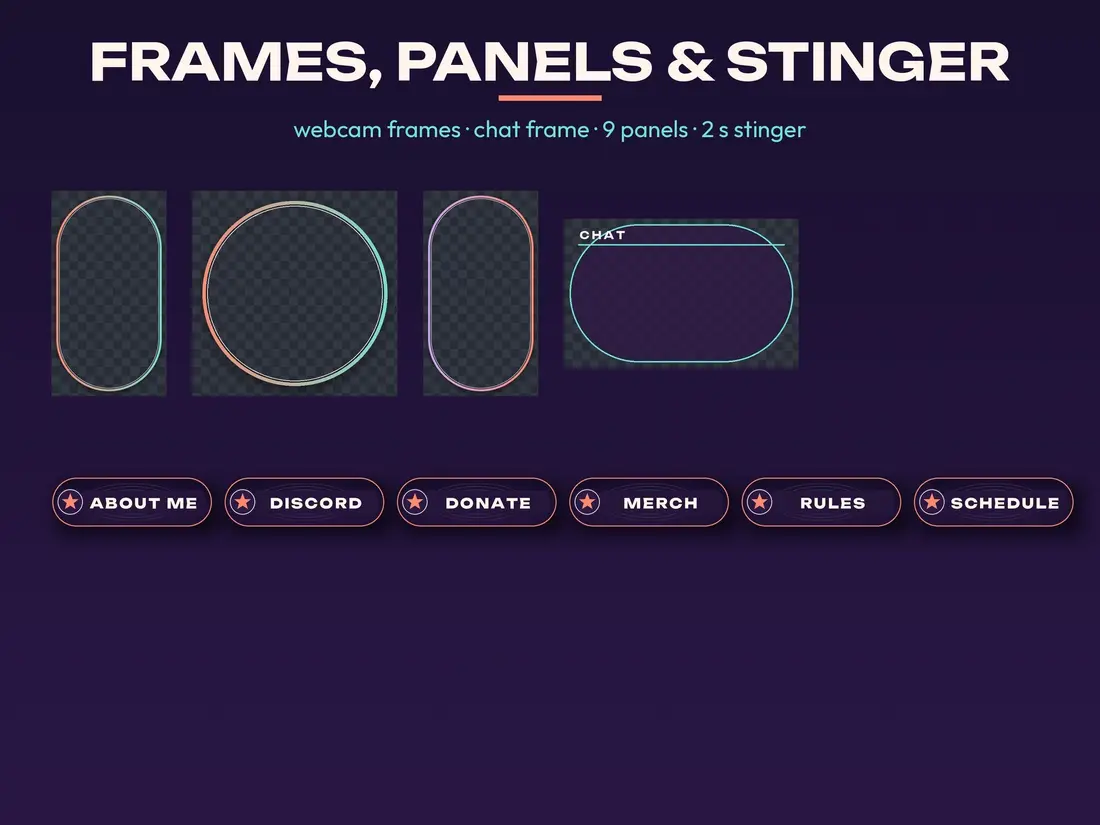 FRAMES, PANELS & STINGER
webcam frames · chat frame · 9 panels · 2 s stinger
CHAT
ABOUT ME
DISCORD
DONATE
MERCH
RULES
SCHEDULE